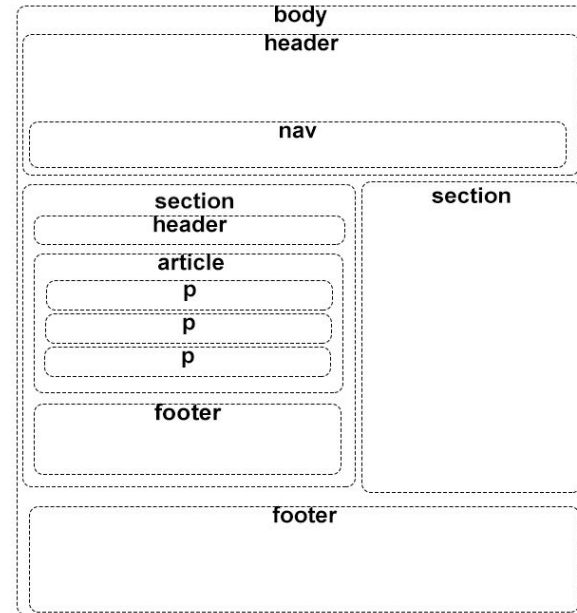 body
header
nav
section
header
article
p
p
p
footer
section
footer